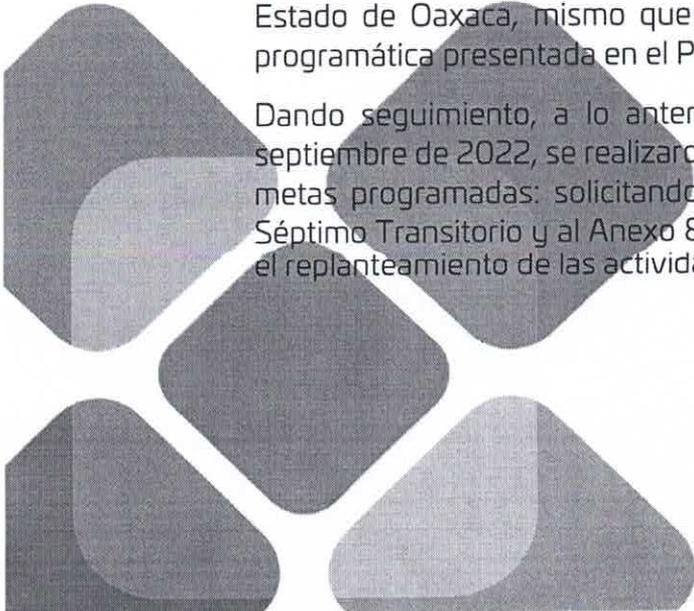 Estado de Oaxaca, mismo que
programática presentada en el P
Dando seguimiento, a lo anter
septiembre de 2022, se realizaro
metas programadas: solicitando
Séptimo Transitorio y al Anexo 8
el replanteamiento de las activida